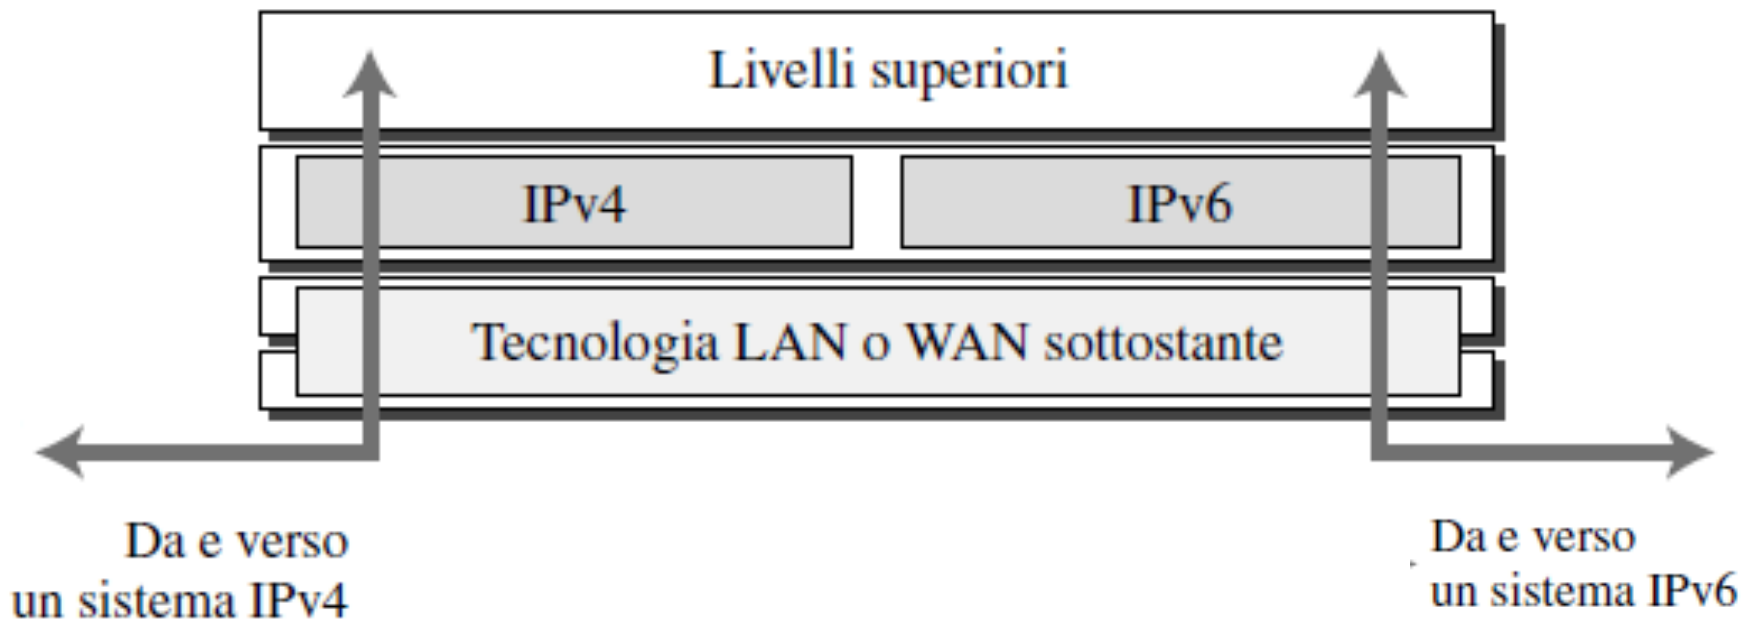 Livelli superiori
IPv4
IPv6
Tecnologia LAN o WAN sottostante
Da e verso
un sistema IPv4
Da e verso
un sistema IPv6